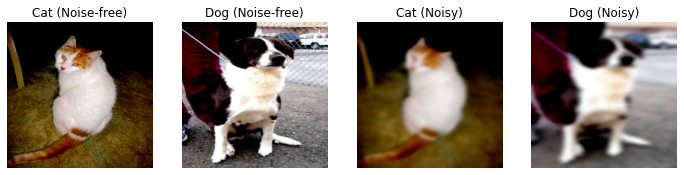 Cat (Noise-free)
Dog (Noise-free)
Cat (Noisy)
Dog (Noisy)